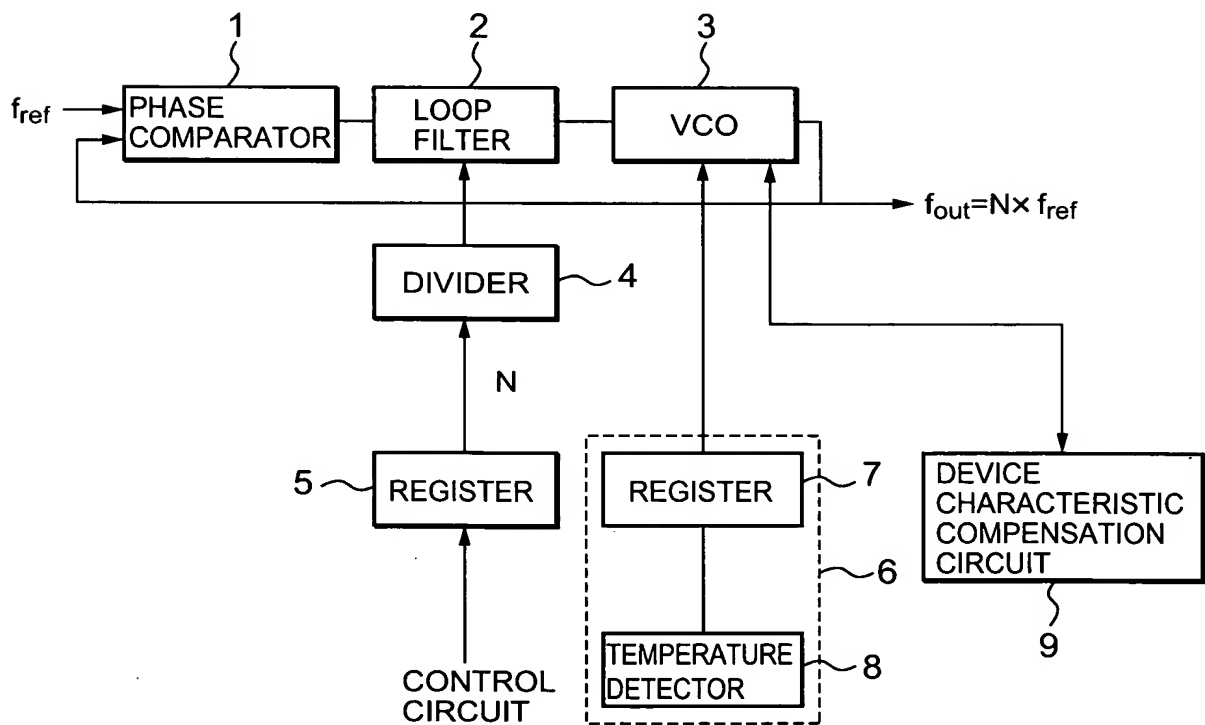 1
2
3
f_ref
PHASE
COMPARATOR
LOOP
FILTER
VCO
f_out=N× f_ref
DIVIDER
4
N
5
REGISTER
REGISTER
7
DEVICE
CHARACTERISTIC
COMPENSATION
CIRCUIT
6
9
CONTROL
CIRCUIT
TEMPERATURE
DETECTOR
8